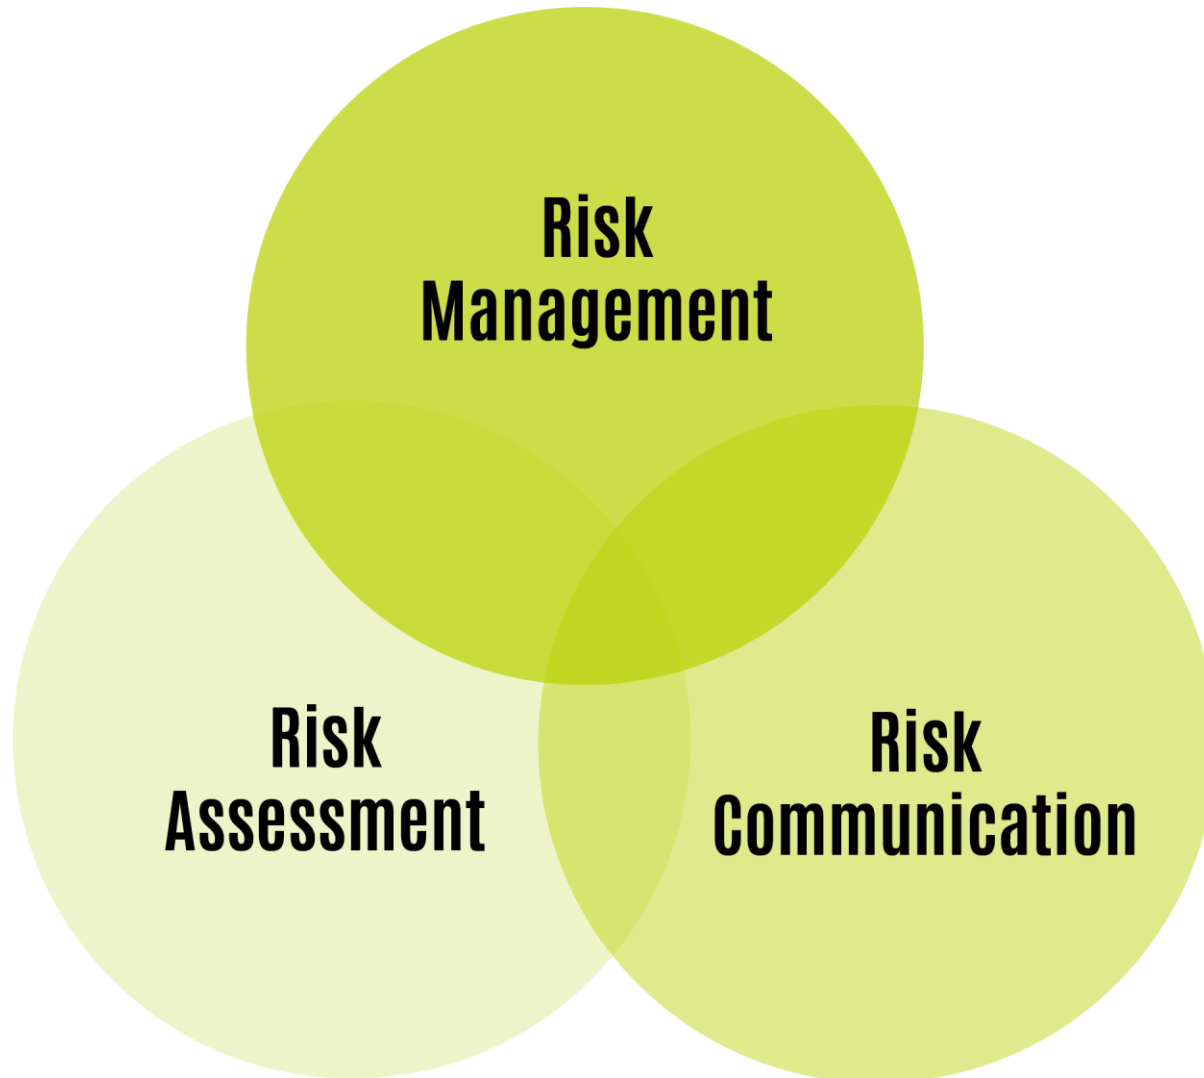 Risk
Management
Risk
Assessment
Risk
Communication